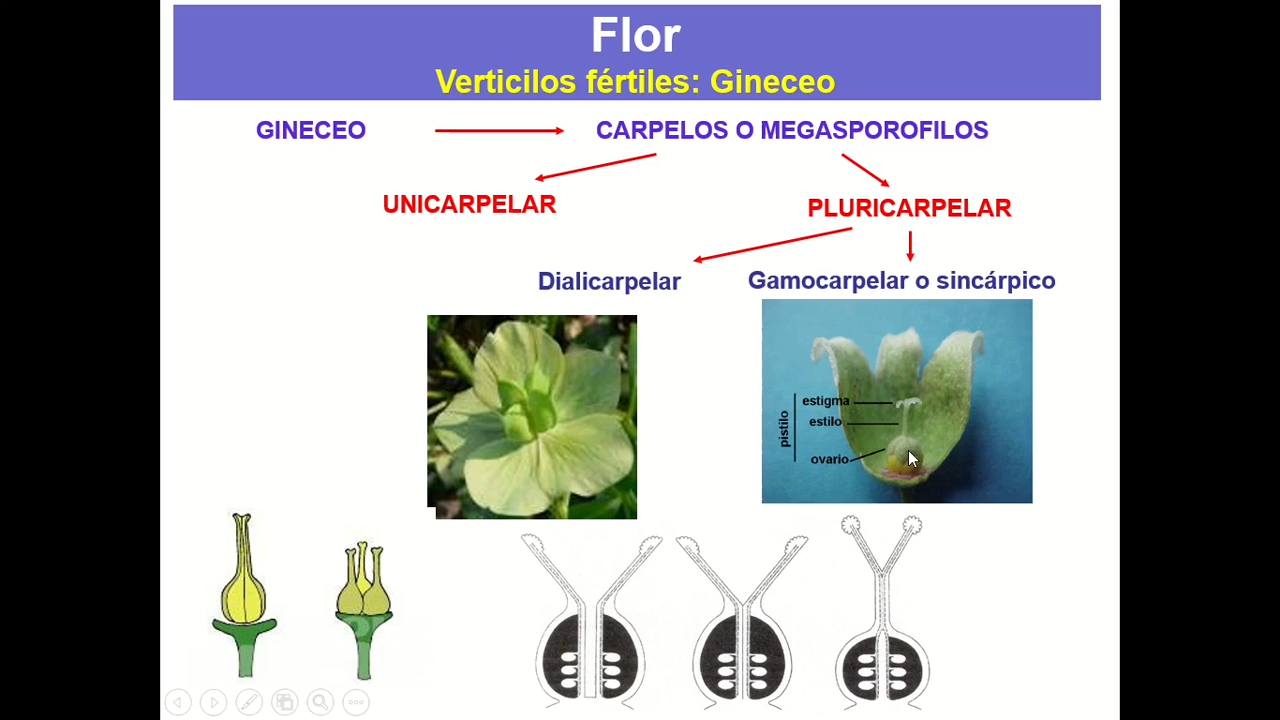 Flor
Verticilos fértiles: Gineceo
GINECEO
CARPELOS O MEGASPOROFILOS
UNICARPELAR
PLURICARPELAR
Dialicarpelar
Gamocarpelar o sincárpico
estigma
estilo
pistilo
ovario